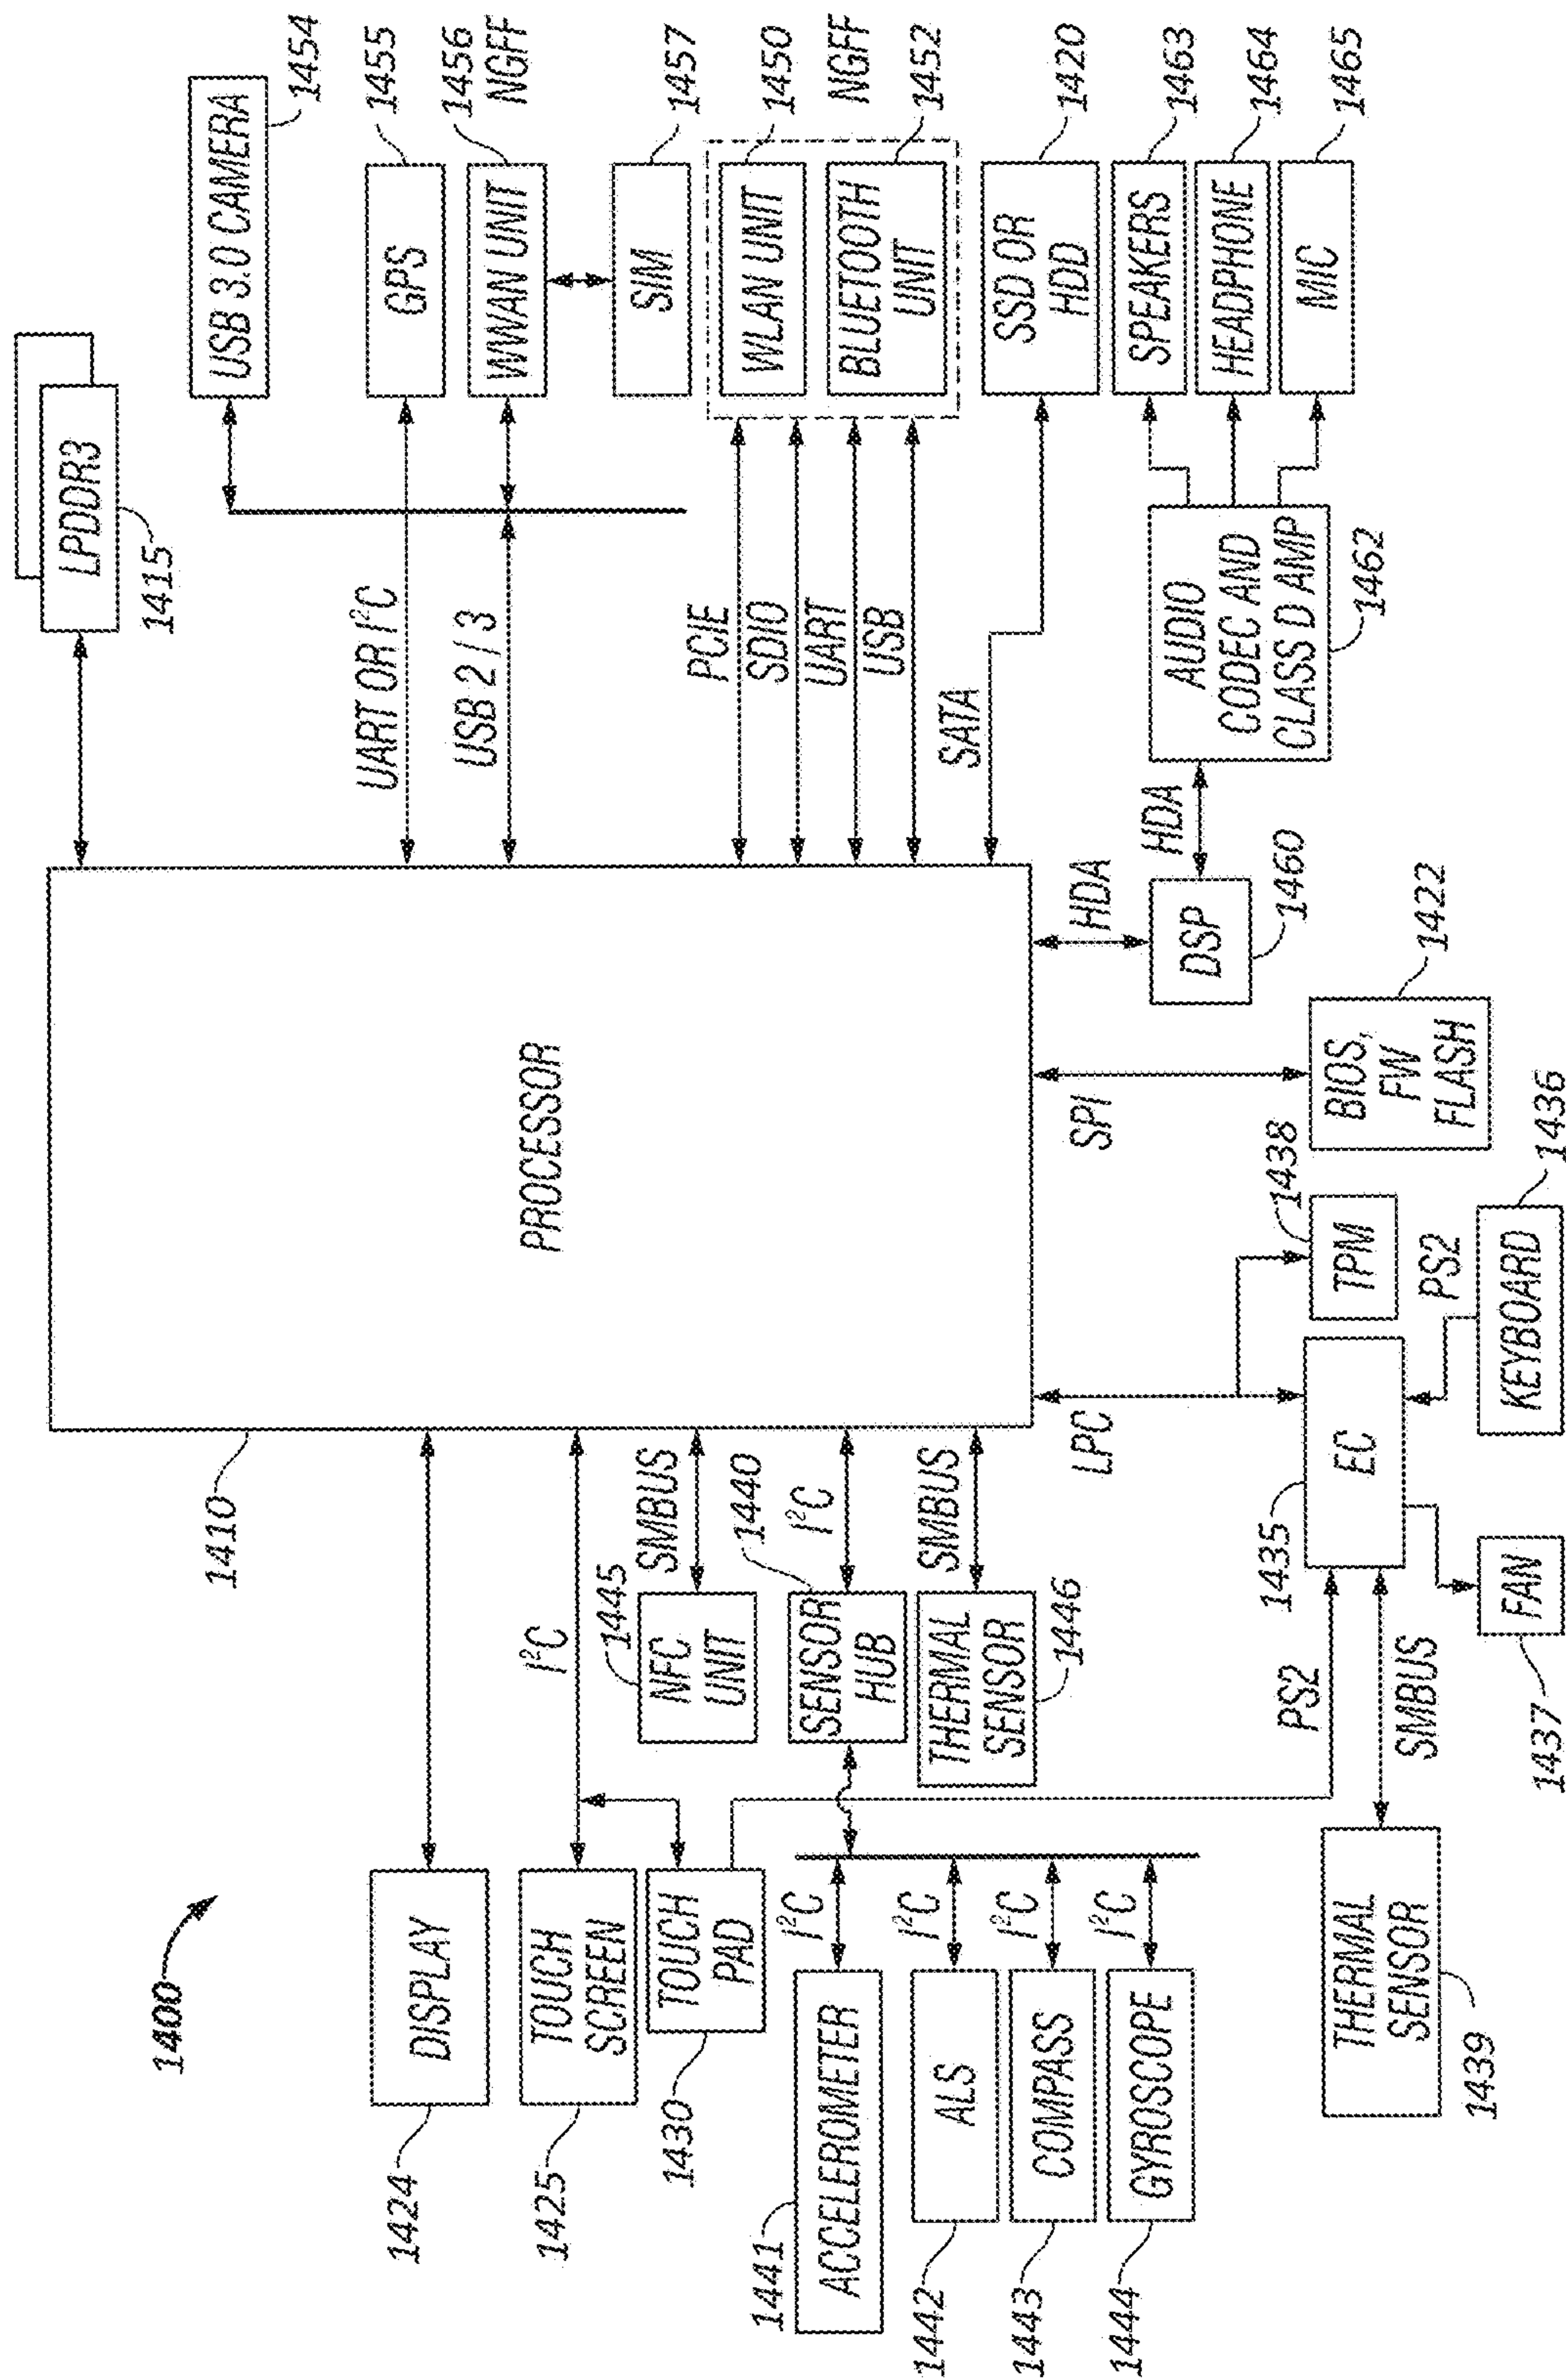 1400
1410
PROCESSOR
LPDDR3
1415
USB 3.0 CAMERA
1454
UART OR I²C
GPS
1455
USB 2 / 3
WWAN UNIT
1456
NGFF
SIM
1457
PCIE
SDIO
UART
USB
WLAN UNIT
1450
NGFF
BLUETOOTH
UNIT
1452
SATA
SSD OR
HDD
1420
SPEAKERS
1463
HEADPHONE
1464
MIC
1465
AUDIO
CODEC AND
CLASS D AMP
1462
HDA
HDA
DSP
1460
SPI
BIOS,
FW
FLASH
1422
LPC
TPM
1438
EC
1435
PS2
KEYBOARD
1436
FAN
1437
PS2
SMBUS
THERMAL
SENSOR
1439
DISPLAY
1424
I²C
TOUCH
SCREEN
1425
TOUCH
PAD
1430
SMBUS
NFC
UNIT
1445
I²C
SENSOR
HUB
1440
SMBUS
THERMAL
SENSOR
1446
I²C
ACCELEROMETER
1441
I²C
ALS
1442
I²C
COMPASS
1443
I²C
GYROSCOPE
1444